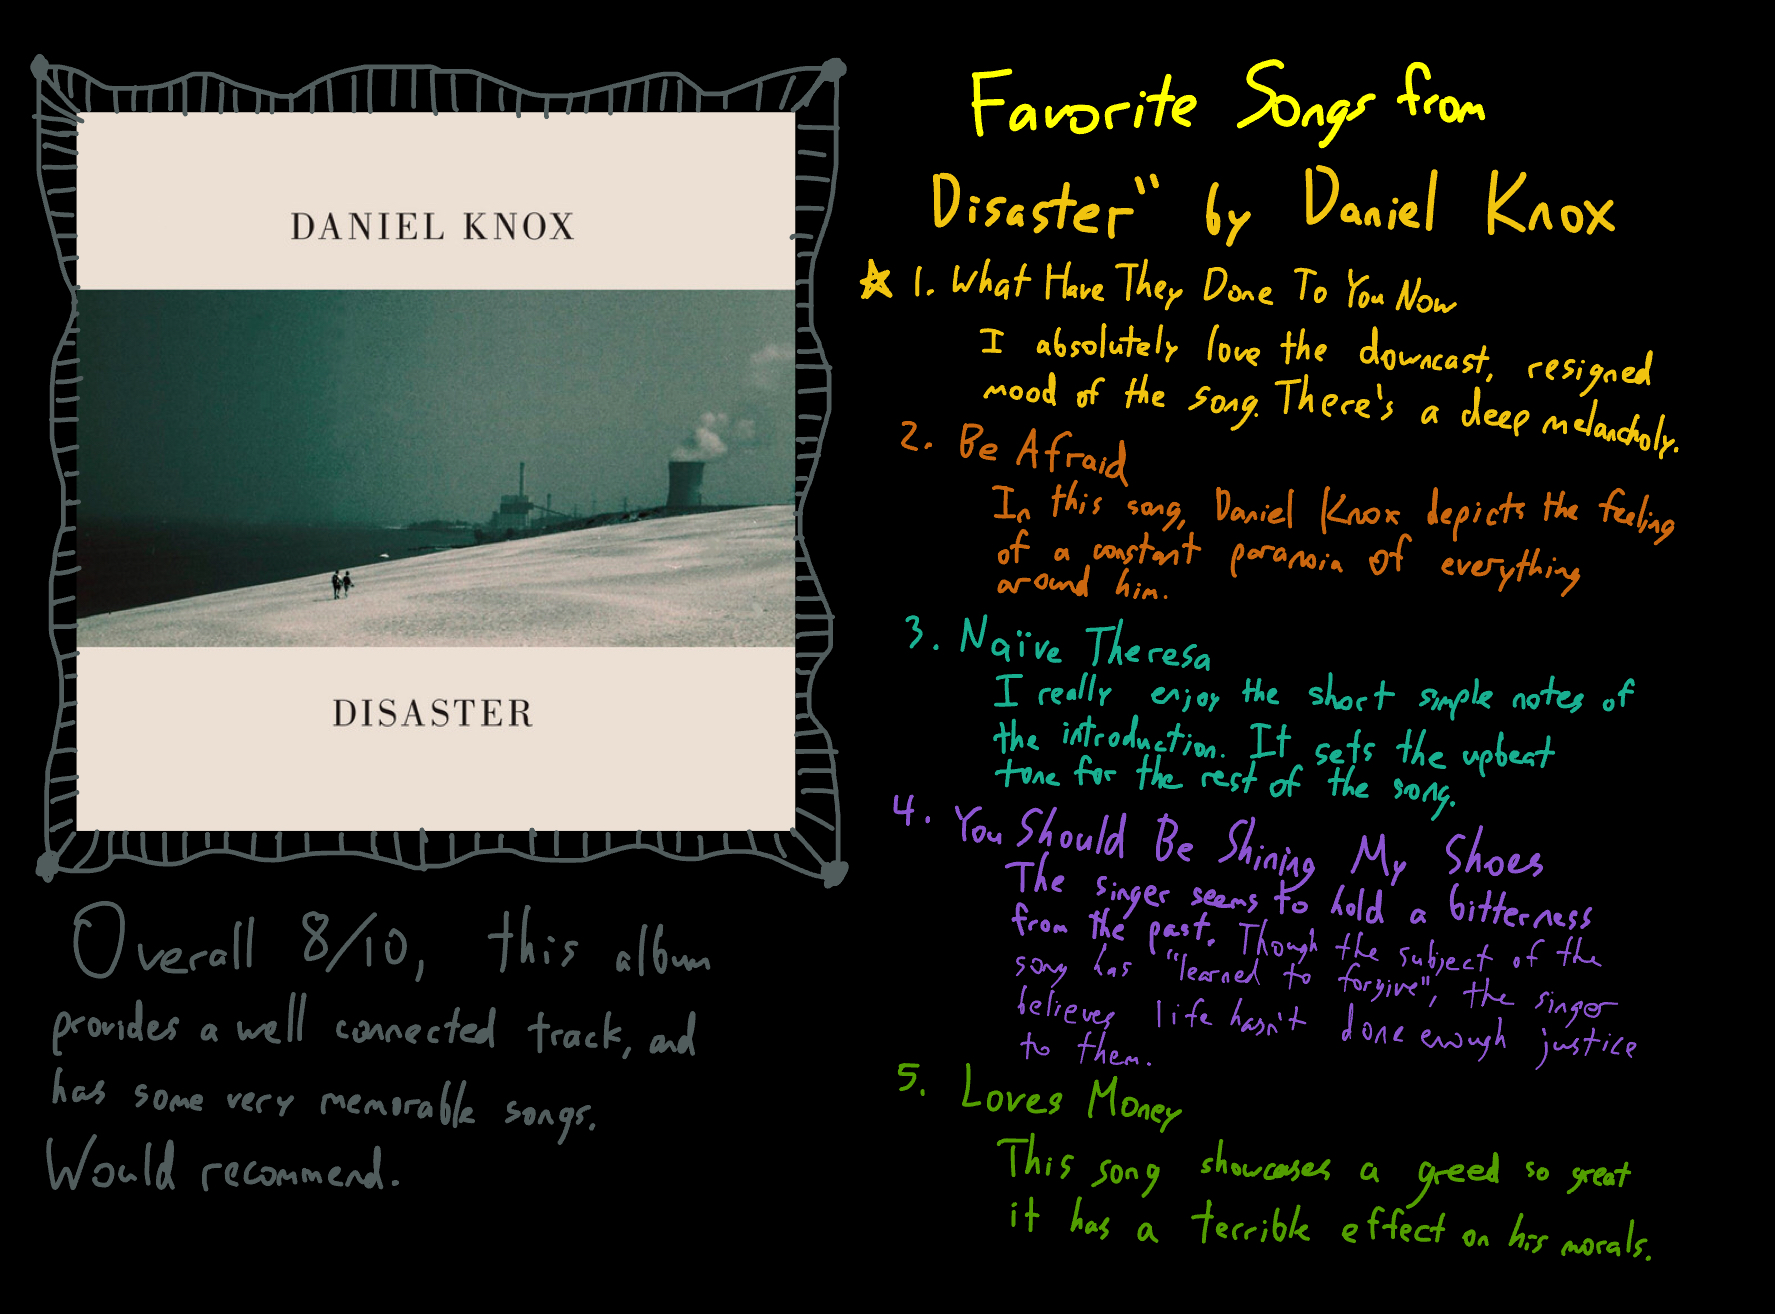 DANIEL KNOX
DISASTER
Overall 8/10, this album
provides a well connected track, and
has some very memorable songs.
Would recommend.
Favorite Songs from
Disaster" by Daniel Knox
1. What Have They Done To You Now
I absolutely love the downcast, resigned
mood of the song. There's a deep melancholy.
2. Be Afraid
In this song, Daniel Knox depicts the feeling
of a constant paranoia of everything
around him.
3. Naïve Theresa
I really enjoy the short simple notes of
the introduction. It sets the upbeat
tone for the rest of the song.
4. You Should Be Shining My Shoes
The singer seems to hold a bitterness
from the past. Though the subject of the
song has "learned to forgive", the singer
believes life hasn't done enough justice
to them.
5. Loves Money
This song showcases a greed so great
it has a terrible effect on his morals.